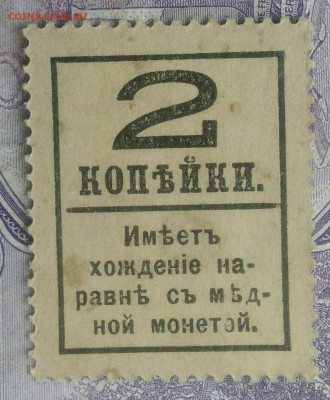 2
КОПѢЙКИ.
Имѣетъ
хожденіе на-
равнѣ съ мѣд-
ной монетой.